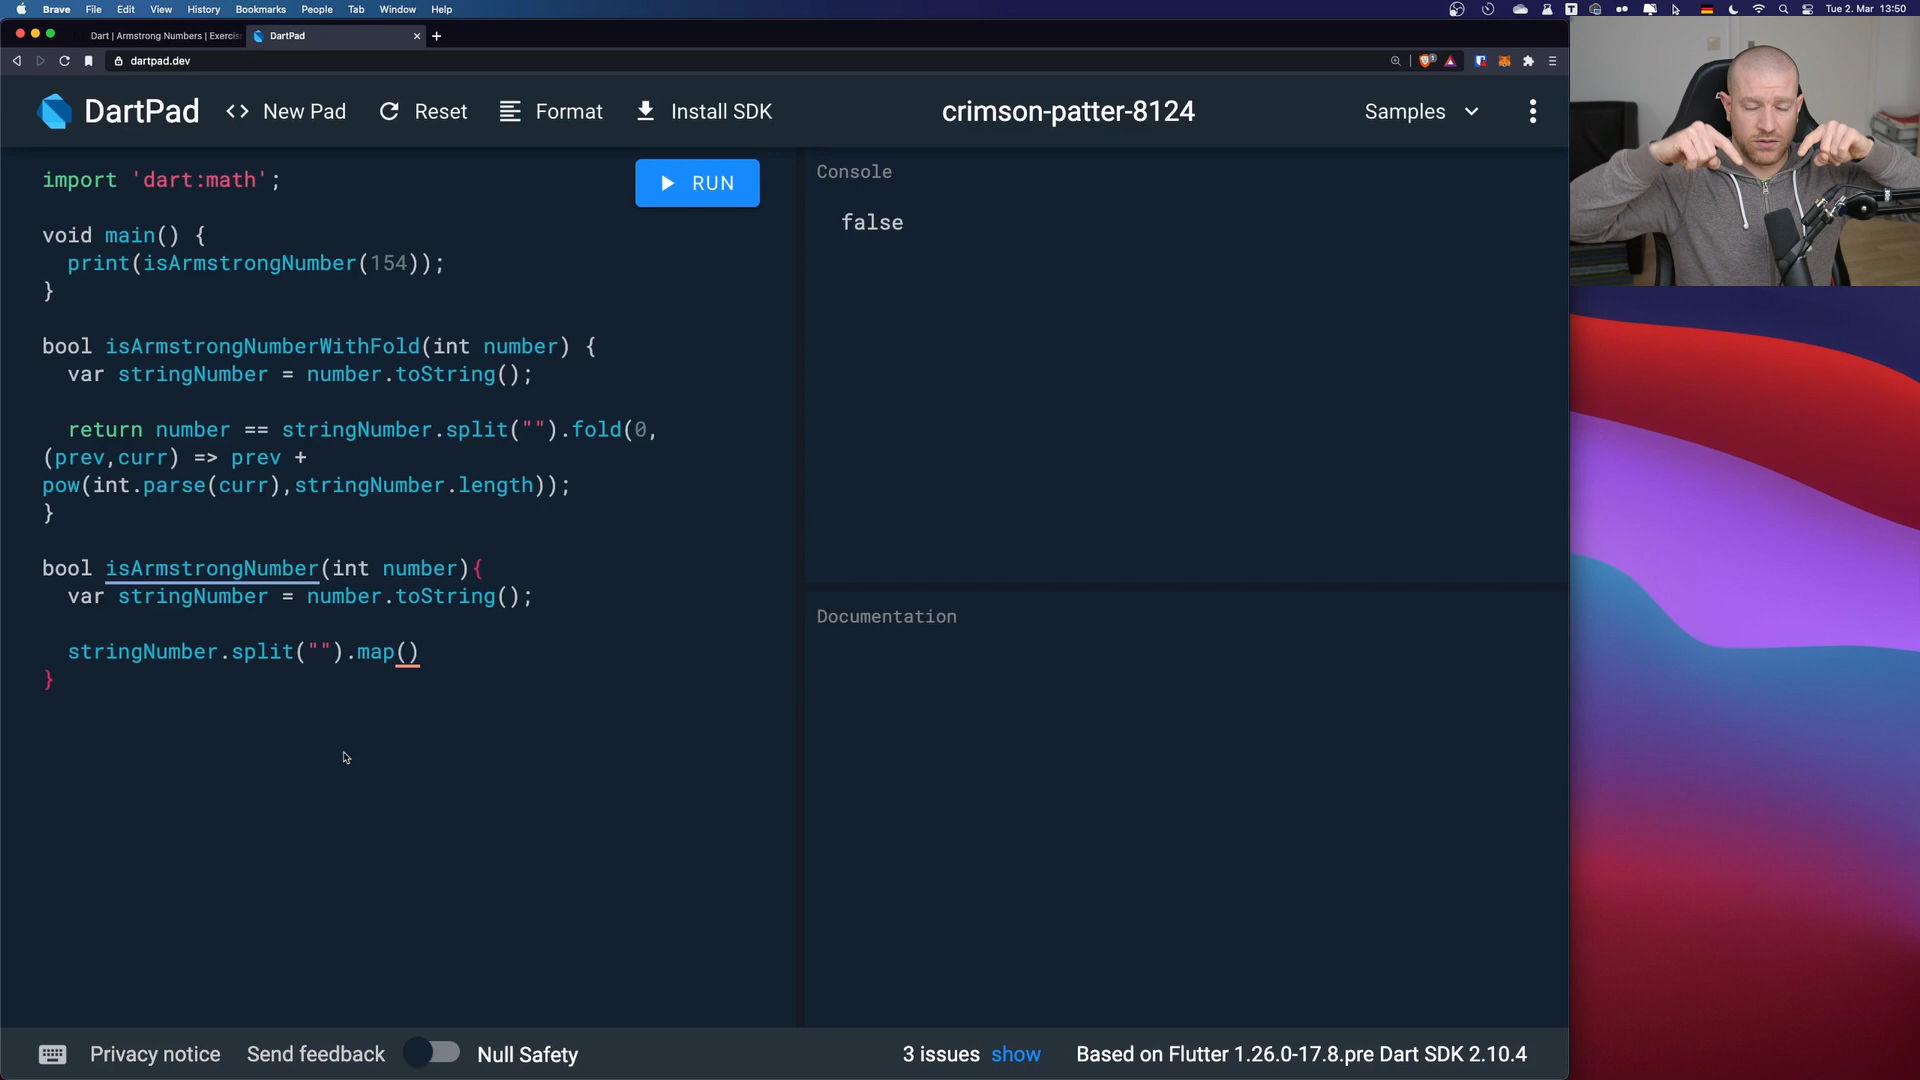 Brave File Edit View History Bookmarks People Tab Window Help
Tue 2. Mar 13:50
Dart | Armstrong Numbers | Exercis
DartPad
dartpad.dev
DartPad
New Pad
Reset
Format
Install SDK
crimson-patter-8124
Samples
import 'dart:math';
RUN
void main() {
print(isArmstrongNumber(154));
}
bool isArmstrongNumberWithFold(int number) {
var stringNumber = number.toString();
return number == stringNumber.split("").fold(0,
(prev,curr) => prev +
pow(int.parse(curr),stringNumber.length));
}
bool isArmstrongNumber(int number){
var stringNumber = number.toString();
stringNumber.split("").map()
}
Console
false
Documentation
Privacy notice
Send feedback
Null Safety
3 issues show
Based on Flutter 1.26.0-17.8.pre Dart SDK 2.10.4